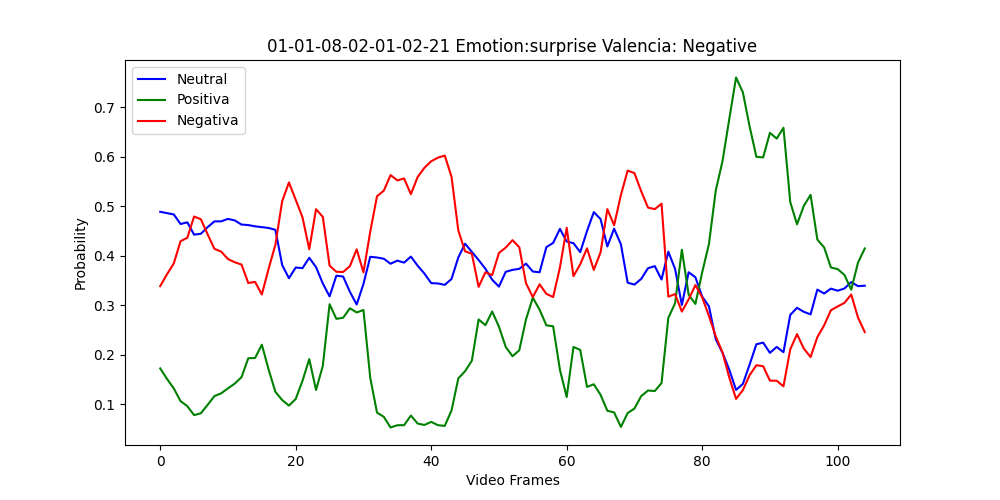 01-01-08-02-01-02-21 Emotion:surprise Valencia: Negative
Neutral
Positiva
Negativa
Probability
0.7
0.6
0.5
0.4
0.3
0.2
0.1
0 20 40 60 80 100
Video Frames